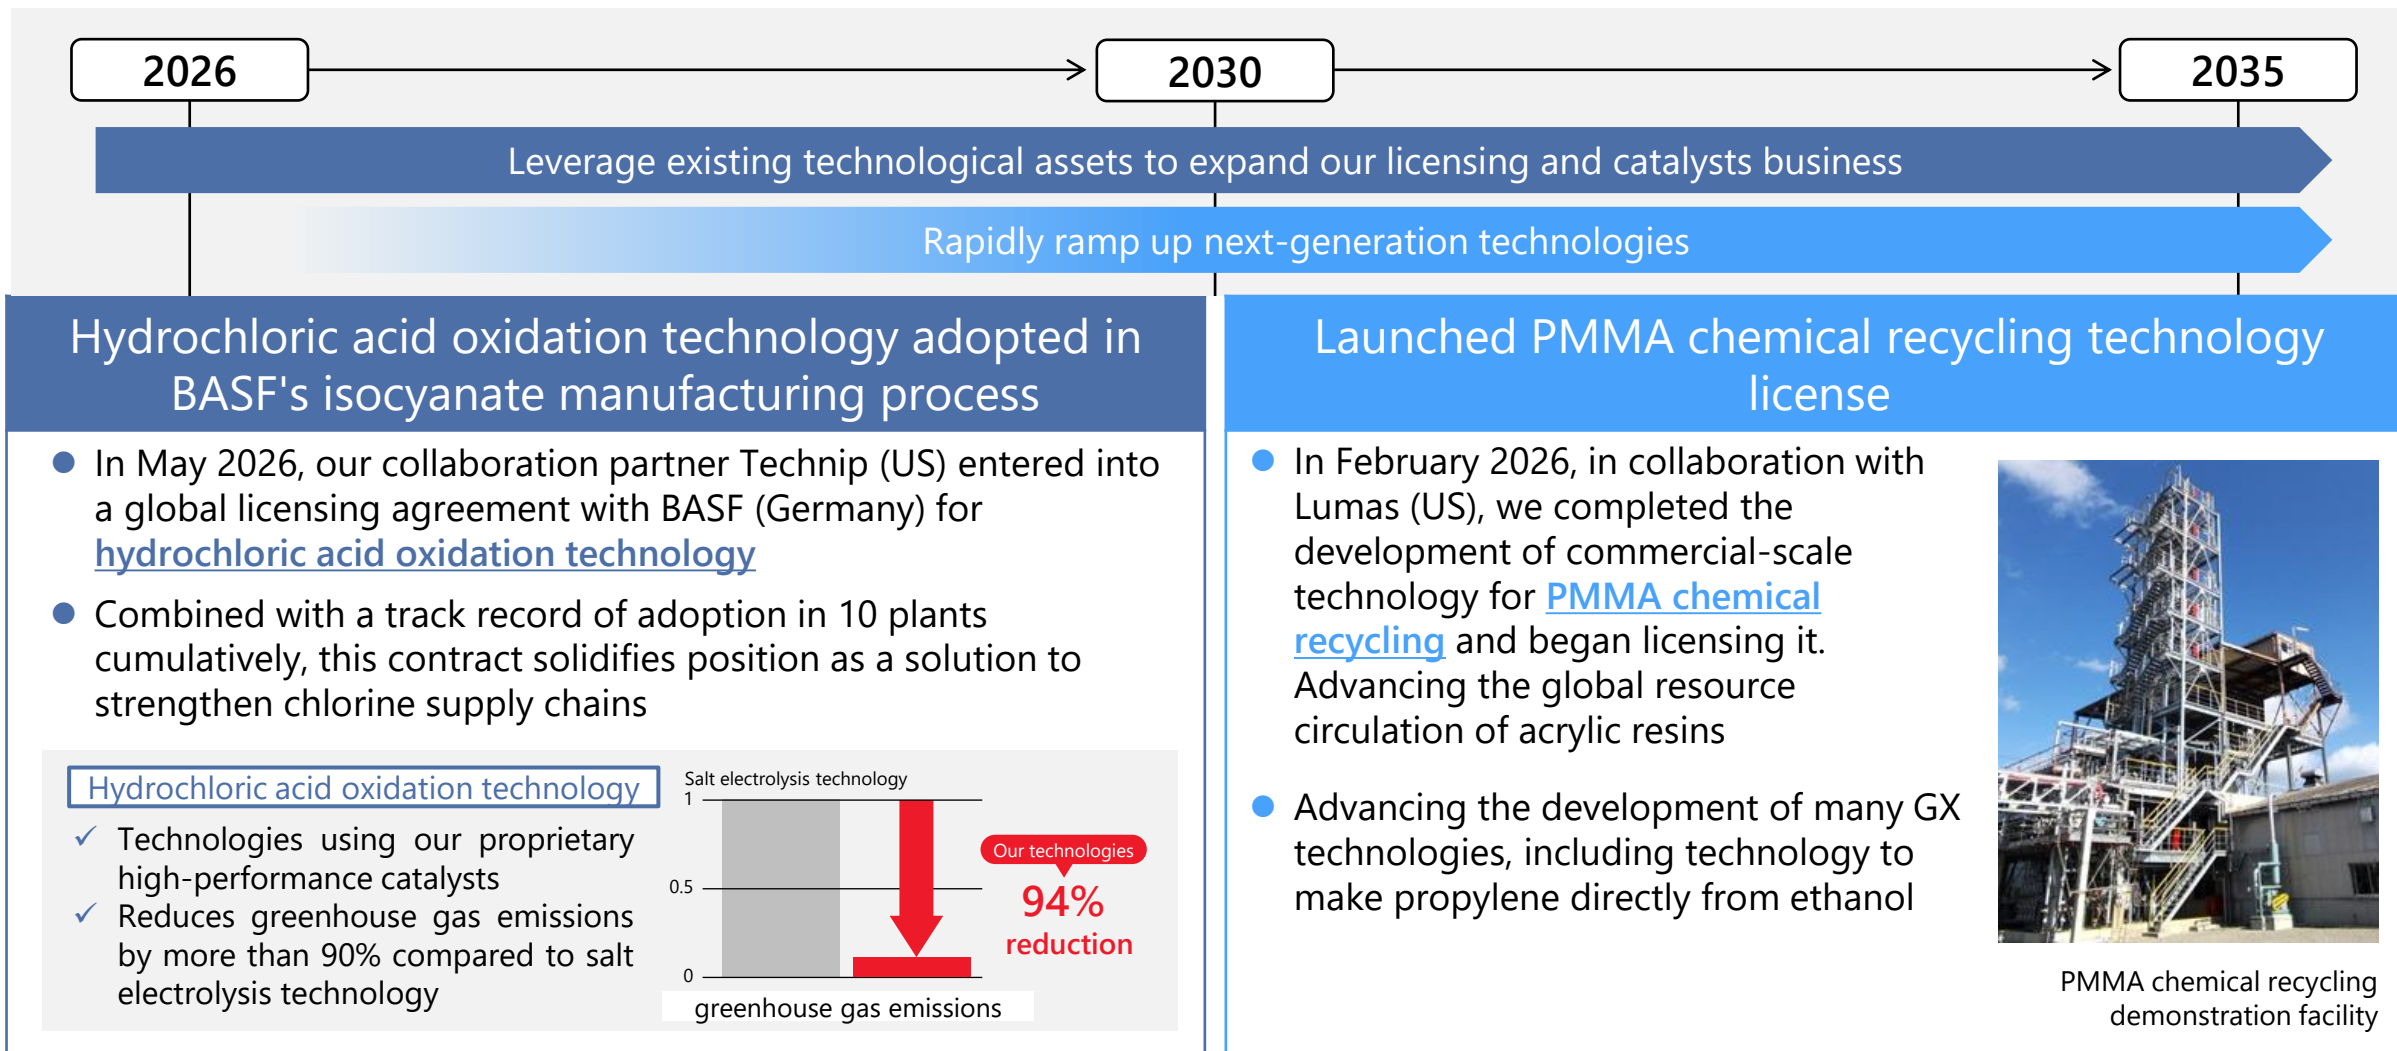 2026
2030
2035
Leverage existing technological assets to expand our licensing and catalysts business
Rapidly ramp up next-generation technologies
Hydrochloric acid oxidation technology adopted in
BASF's isocyanate manufacturing process
In May 2026, our collaboration partner Technip (US) entered into
a global licensing agreement with BASF (Germany) for
hydrochloric acid oxidation technology
Combined with a track record of adoption in 10 plants
cumulatively, this contract solidifies position as a solution to
strengthen chlorine supply chains
Hydrochloric acid oxidation technology
Technologies using our proprietary
high-performance catalysts
Reduces greenhouse gas emissions
by more than 90% compared to salt
electrolysis technology
Salt electrolysis technology
1
0.5
0
Our technologies
94%
reduction
greenhouse gas emissions
Launched PMMA chemical recycling technology
license
In February 2026, in collaboration with
Lumas (US), we completed the
development of commercial-scale
technology for PMMA chemical
recycling and began licensing it.
Advancing the global resource
circulation of acrylic resins
Advancing the development of many GX
technologies, including technology to
make propylene directly from ethanol
PMMA chemical recycling
demonstration facility